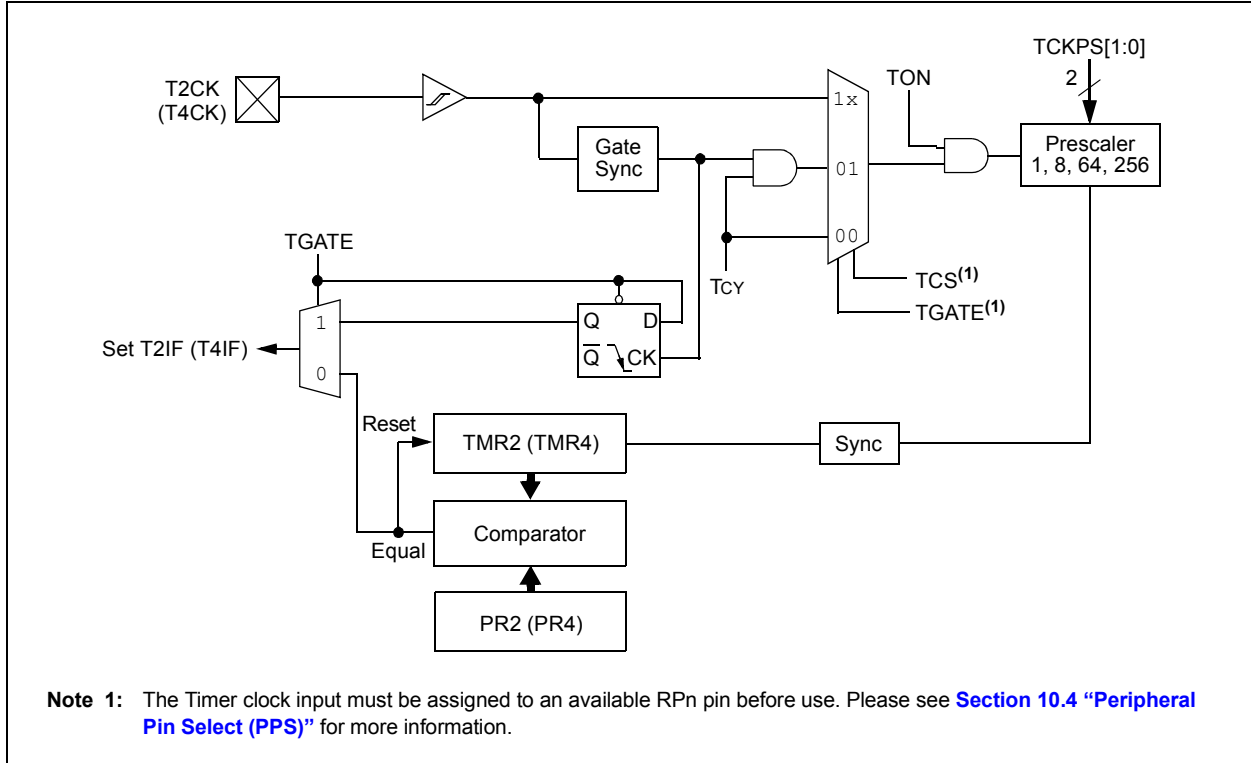 TCKPS[1:0]
2
T2CK
(T4CK)
TON
1x
Gate
Sync
Prescaler
1, 8, 64, 256
01
00
TGATE
TCY
TCS(1)
TGATE(1)
1
Q D
Set T2IF (T4IF)
Q CK
0
Reset
TMR2 (TMR4)
Sync
Comparator
Equal
PR2 (PR4)
Note 1: The Timer clock input must be assigned to an available RPn pin before use. Please see Section 10.4 “Peripheral
Pin Select (PPS)” for more information.